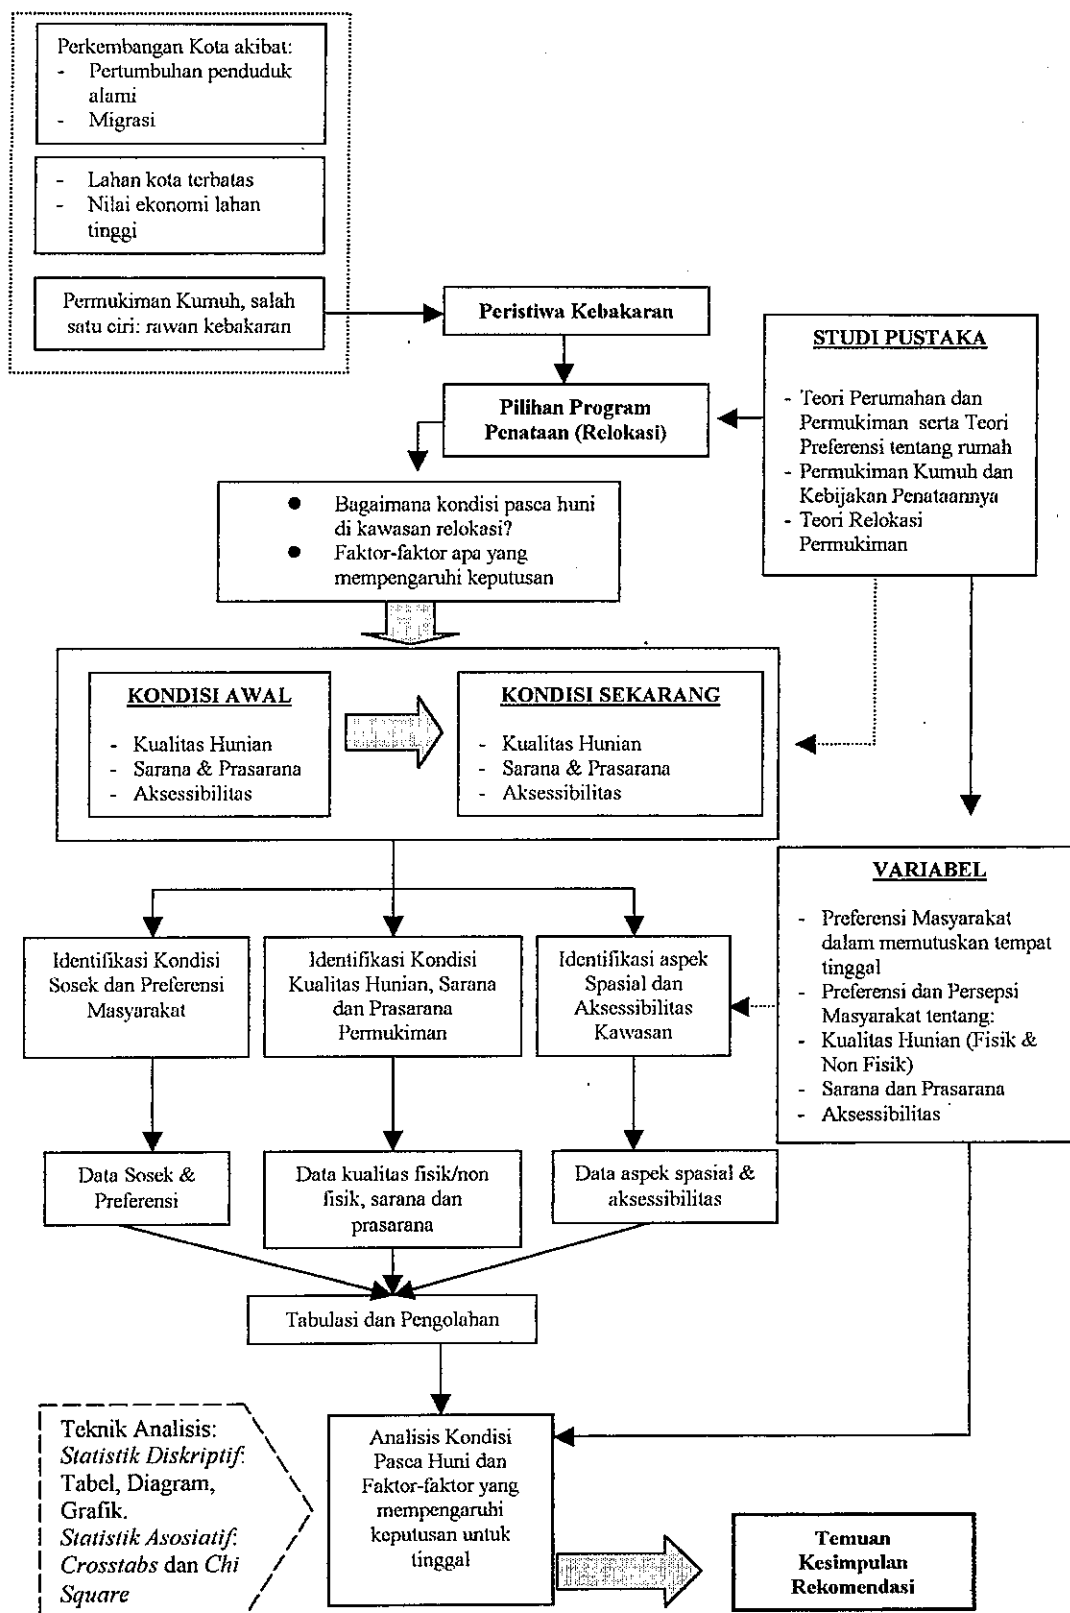 Perkembangan Kota akibat:
- Pertumbuhan penduduk
alami
- Migrasi
- Lahan kota terbatas
- Nilai ekonomi lahan
tinggi
Permukiman Kumuh, salah
satu ciri: rawan kebakaran
Peristiwa Kebakaran
Pilihan Program
Penataan (Relokasi)
STUDI PUSTAKA
- Teori Perumahan dan
Permukiman serta Teori
Preferensi tentang rumah
- Permukiman Kumuh dan
Kebijakan Penataannya
- Teori Relokasi
Permukiman
● Bagaimana kondisi pasca huni
di kawasan relokasi?
● Faktor-faktor apa yang
mempengaruhi keputusan
KONDISI AWAL
- Kualitas Hunian
- Sarana & Prasarana
- Aksessibilitas
KONDISI SEKARANG
- Kualitas Hunian
- Sarana & Prasarana
- Aksessibilitas
VARIABEL
- Preferensi Masyarakat
dalam memutuskan tempat
tinggal
- Preferensi dan Persepsi
Masyarakat tentang:
- Kualitas Hunian (Fisik &
Non Fisik)
- Sarana dan Prasarana
- Aksessibilitas
Identifikasi Kondisi
Sosek dan Preferensi
Masyarakat
Identifikasi Kondisi
Kualitas Hunian, Sarana
dan Prasarana
Permukiman
Identifikasi aspek
Spasial dan
Aksessibilitas
Kawasan
Data Sosek &
Preferensi
Data kualitas fisik/non
fisik, sarana dan
prasarana
Data aspek spasial &
aksessibilitas
Tabulasi dan Pengolahan
Teknik Analisis:
Statistik Diskriptif:
Tabel, Diagram,
Grafik.
Statistik Asosiatif:
Crosstabs dan Chi
Square
Analisis Kondisi
Pasca Huni dan
Faktor-faktor yang
mempengaruhi
keputusan untuk
tinggal
Temuan
Kesimpulan
Rekomendasi